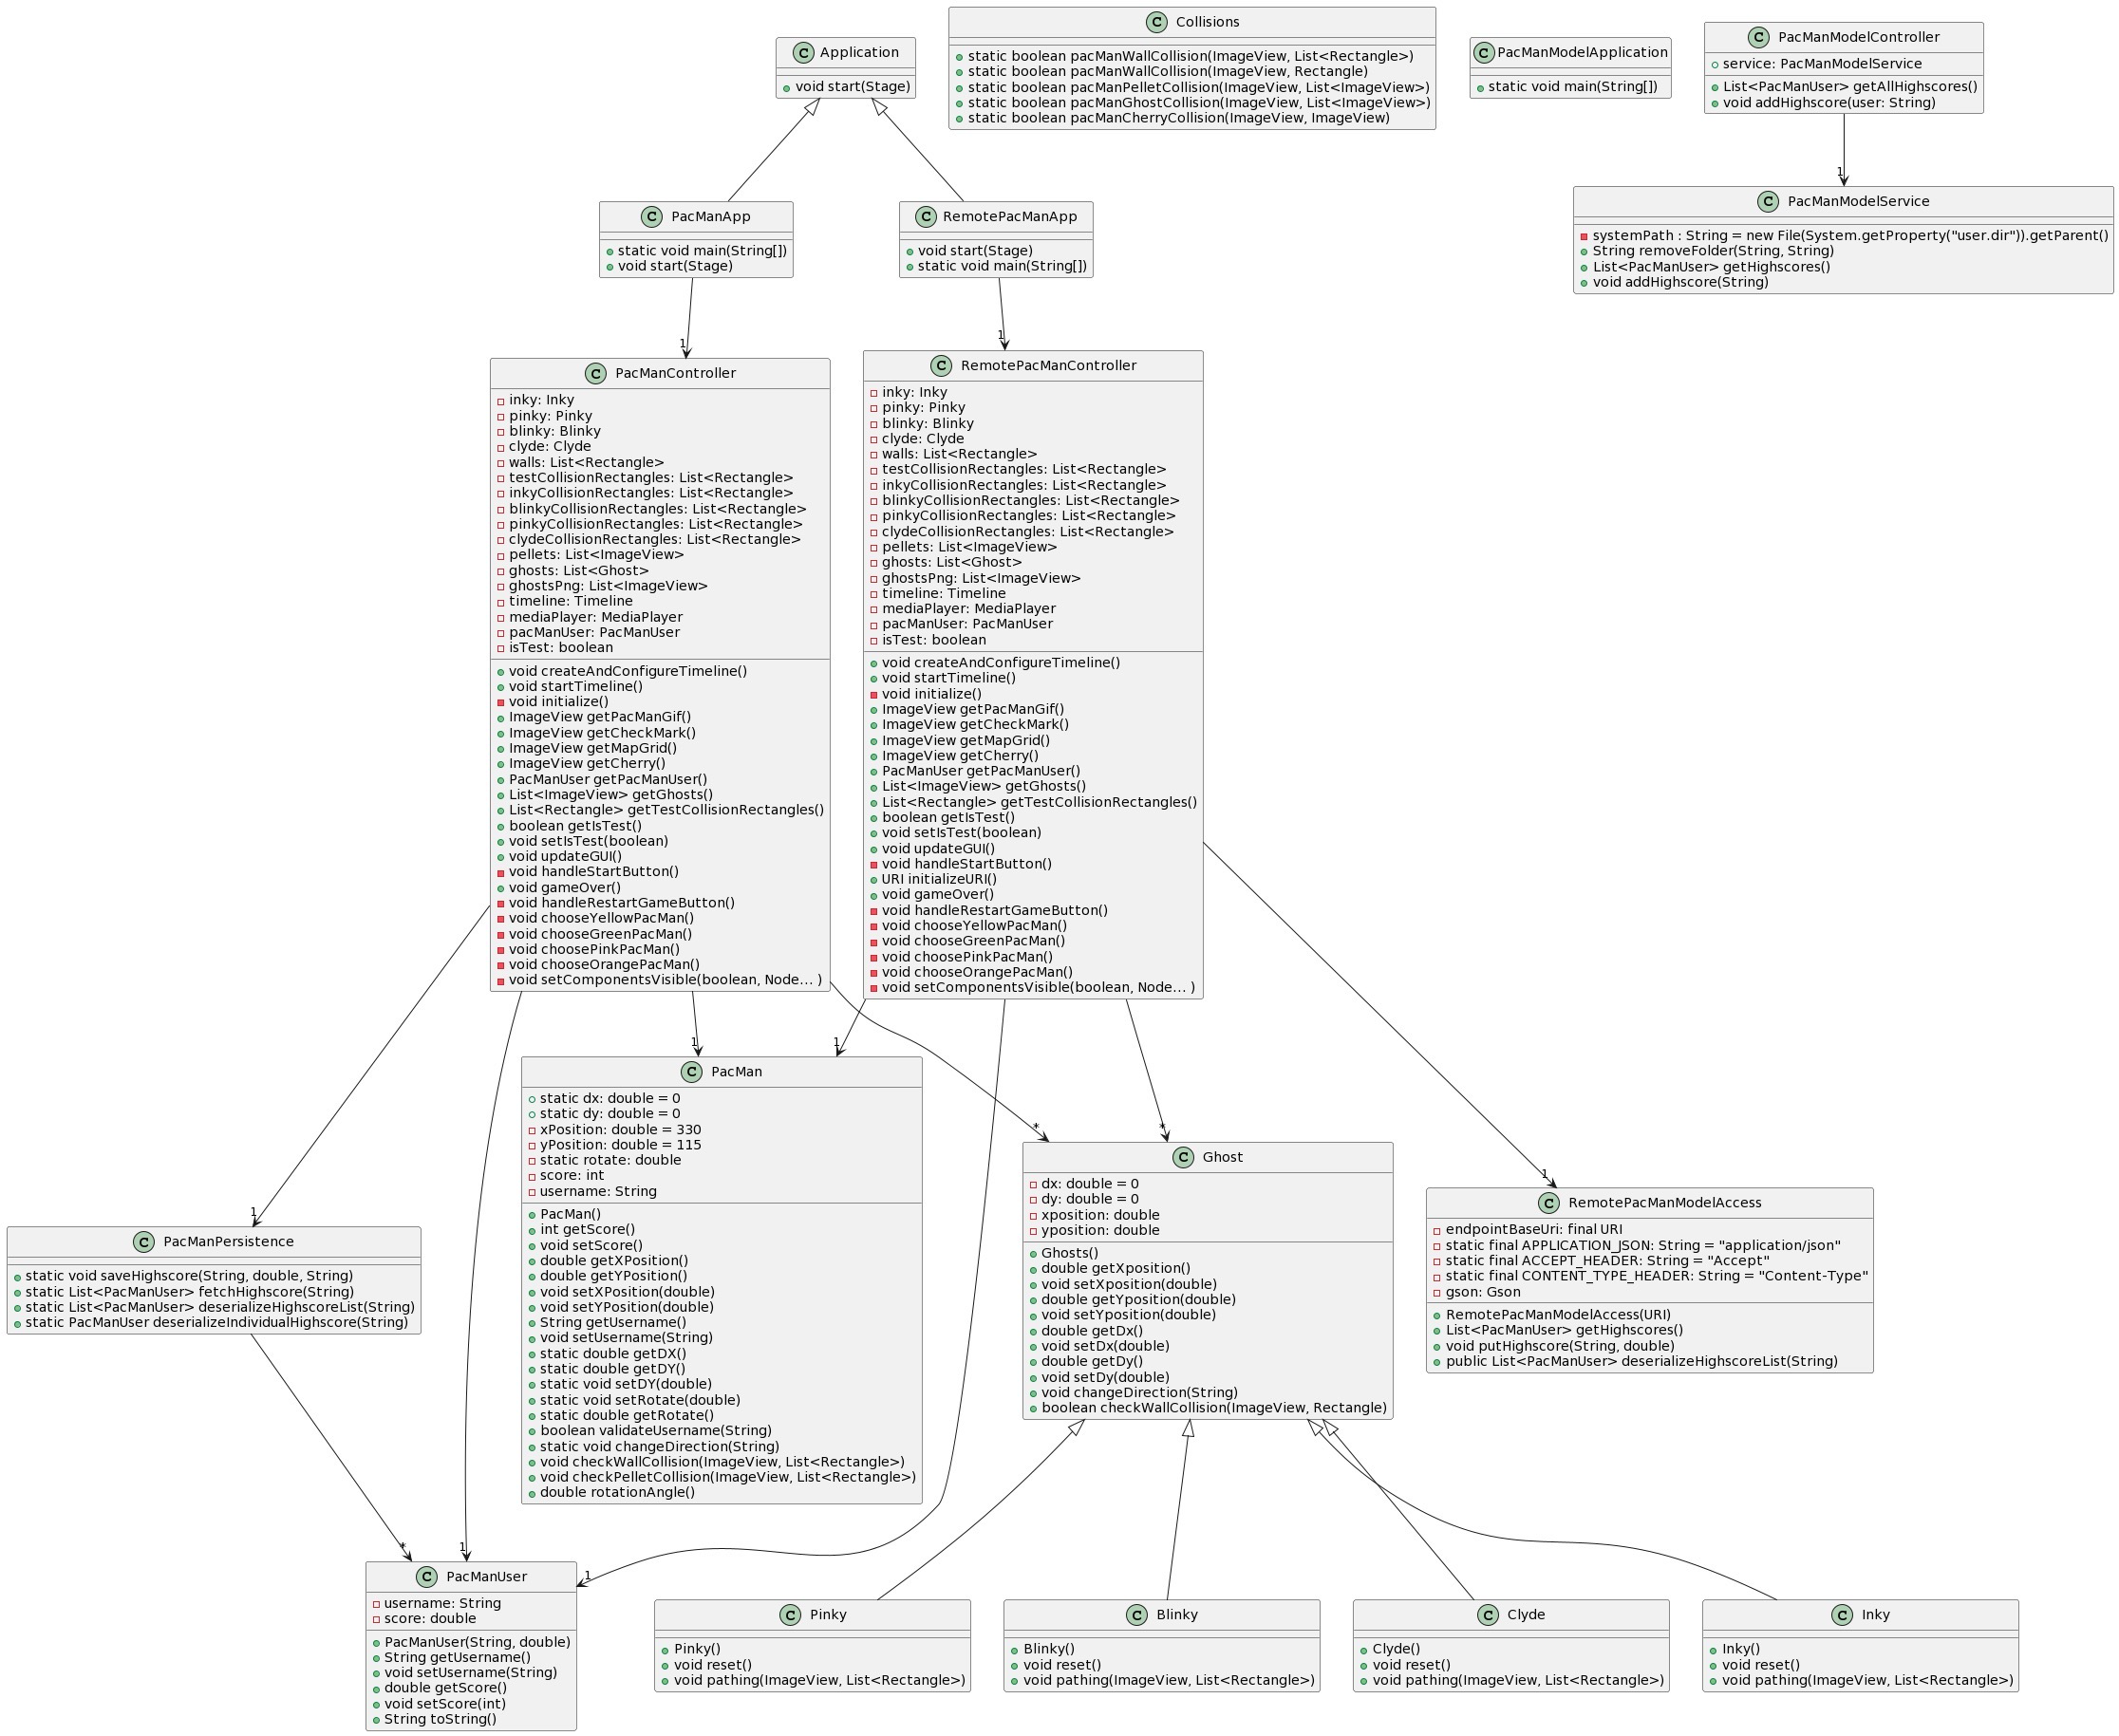 Application
void start(Stage)
Collisions
static boolean pacManWallCollision(ImageView, List<Rectangle>)
static boolean pacManWallCollision(ImageView, Rectangle)
static boolean pacManPelletCollision(ImageView, List<ImageView>)
static boolean pacManGhostCollision(ImageView, List<ImageView>)
static boolean pacManCherryCollision(ImageView, ImageView)
PacManModelApplication
static void main(String[])
PacManModelController
service: PacManModelService
List<PacManUser> getAllHighscores()
void addHighscore(user: String)
1
PacManModelService
systemPath : String = new File(System.getProperty("user.dir")).getParent()
String removeFolder(String, String)
List<PacManUser> getHighscores()
void addHighscore(String)
PacManApp
static void main(String[])
void start(Stage)
1
RemotePacManApp
void start(Stage)
static void main(String[])
1
PacManController
inky: Inky
pinky: Pinky
blinky: Blinky
clyde: Clyde
walls: List<Rectangle>
testCollisionRectangles: List<Rectangle>
inkyCollisionRectangles: List<Rectangle>
blinkyCollisionRectangles: List<Rectangle>
pinkyCollisionRectangles: List<Rectangle>
clydeCollisionRectangles: List<Rectangle>
pellets: List<ImageView>
ghosts: List<Ghost>
ghostsPng: List<ImageView>
timeline: Timeline
mediaPlayer: MediaPlayer
pacManUser: PacManUser
isTest: boolean
void createAndConfigureTimeline()
void startTimeline()
void initialize()
ImageView getPacManGif()
ImageView getCheckMark()
ImageView getMapGrid()
ImageView getCherry()
PacManUser getPacManUser()
List<ImageView> getGhosts()
List<Rectangle> getTestCollisionRectangles()
boolean getIsTest()
void setIsTest(boolean)
void updateGUI()
void handleStartButton()
void gameOver()
void handleRestartGameButton()
void chooseYellowPacMan()
void chooseGreenPacMan()
void choosePinkPacMan()
void chooseOrangePacMan()
void setComponentsVisible(boolean, Node... )
RemotePacManController
inky: Inky
pinky: Pinky
blinky: Blinky
clyde: Clyde
walls: List<Rectangle>
testCollisionRectangles: List<Rectangle>
inkyCollisionRectangles: List<Rectangle>
blinkyCollisionRectangles: List<Rectangle>
pinkyCollisionRectangles: List<Rectangle>
clydeCollisionRectangles: List<Rectangle>
pellets: List<ImageView>
ghosts: List<Ghost>
ghostsPng: List<ImageView>
timeline: Timeline
mediaPlayer: MediaPlayer
pacManUser: PacManUser
isTest: boolean
void createAndConfigureTimeline()
void startTimeline()
void initialize()
ImageView getPacManGif()
ImageView getCheckMark()
ImageView getMapGrid()
ImageView getCherry()
PacManUser getPacManUser()
List<ImageView> getGhosts()
List<Rectangle> getTestCollisionRectangles()
boolean getIsTest()
void setIsTest(boolean)
void updateGUI()
void handleStartButton()
URI initializeURI()
void gameOver()
void handleRestartGameButton()
void chooseYellowPacMan()
void chooseGreenPacMan()
void choosePinkPacMan()
void chooseOrangePacMan()
void setComponentsVisible(boolean, Node... )
1
1
*
*
1
1
PacManPersistence
static void saveHighscore(String, double, String)
static List<PacManUser> fetchHighscore(String)
static List<PacManUser> deserializeHighscoreList(String)
static PacManUser deserializeIndividualHighscore(String)
PacMan
static dx: double = 0
static dy: double = 0
xPosition: double = 330
yPosition: double = 115
static rotate: double
score: int
username: String
PacMan()
int getScore()
void setScore()
double getXPosition()
double getYPosition()
void setXPosition(double)
void setYPosition(double)
String getUsername()
void setUsername(String)
static double getDX()
static double getDY()
static void setDY(double)
static void setRotate(double)
static double getRotate()
boolean validateUsername(String)
static void changeDirection(String)
void checkWallCollision(ImageView, List<Rectangle>)
void checkPelletCollision(ImageView, List<Rectangle>)
double rotationAngle()
Ghost
dx: double = 0
dy: double = 0
xposition: double
yposition: double
Ghosts()
double getXposition()
void setXposition(double)
double getYposition(double)
void setYposition(double)
double getDx()
void setDx(double)
double getDy()
void setDy(double)
void changeDirection(String)
boolean checkWallCollision(ImageView, Rectangle)
RemotePacManModelAccess
endpointBaseUri: final URI
static final APPLICATION_JSON: String = "application/json"
static final ACCEPT_HEADER: String = "Accept"
static final CONTENT_TYPE_HEADER: String = "Content-Type"
gson: Gson
RemotePacManModelAccess(URI)
List<PacManUser> getHighscores()
void putHighscore(String, double)
public List<PacManUser> deserializeHighscoreList(String)
*
1
1
PacManUser
username: String
score: double
PacManUser(String, double)
String getUsername()
void setUsername(String)
double getScore()
void setScore(int)
String toString()
Pinky
Pinky()
void reset()
void pathing(ImageView, List<Rectangle>)
Blinky
Blinky()
void reset()
void pathing(ImageView, List<Rectangle>)
Clyde
Clyde()
void reset()
void pathing(ImageView, List<Rectangle>)
Inky
Inky()
void reset()
void pathing(ImageView, List<Rectangle>)